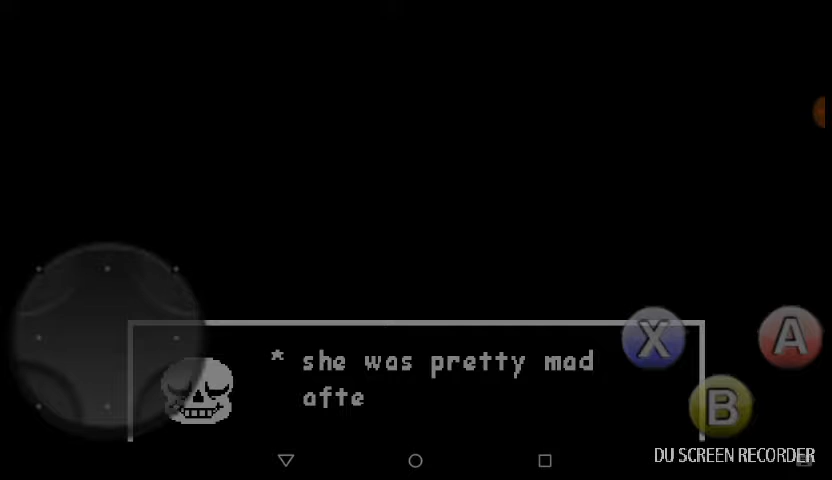 * she was pretty mad
afte
X
A
B
DU SCREEN RECORDER